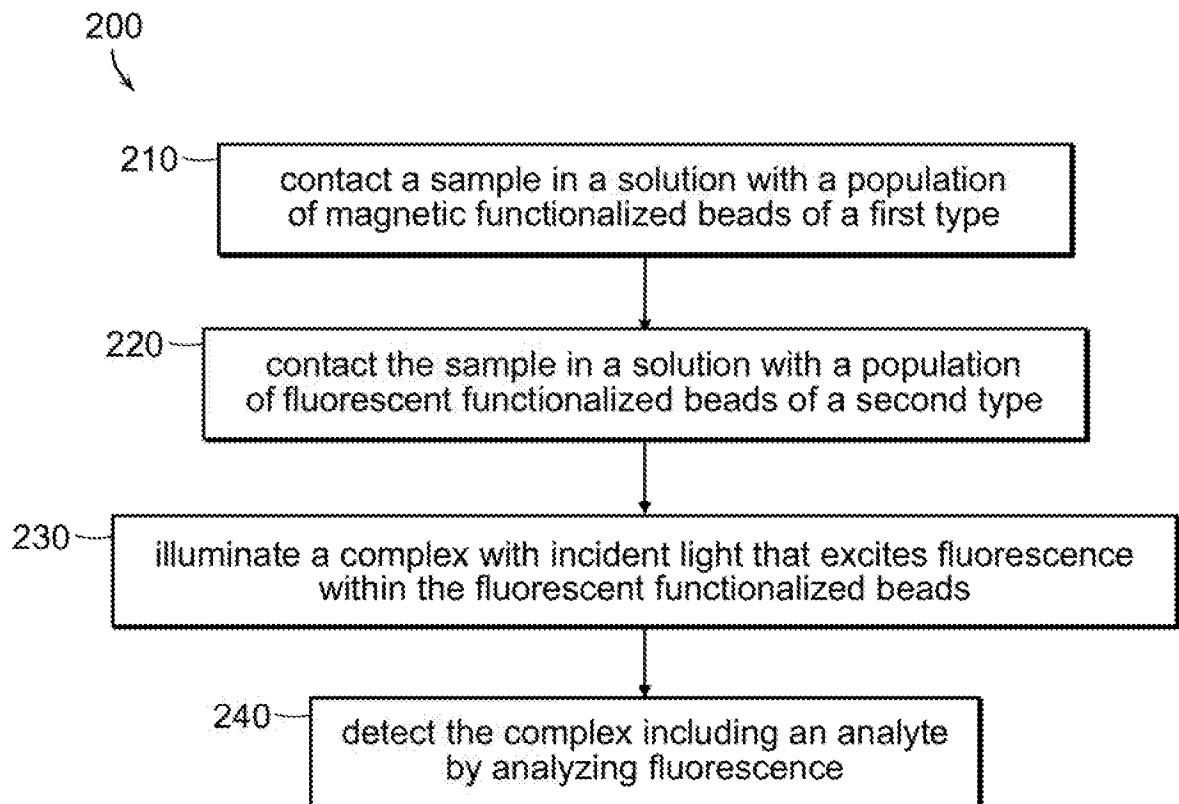 200
210
contact a sample in a solution with a population
of magnetic functionalized beads of a first type
220
contact the sample in a solution with a population
of fluorescent functionalized beads of a second type
230
illuminate a complex with incident light that excites fluorescence
within the fluorescent functionalized beads
240
detect the complex including an analyte
by analyzing fluorescence